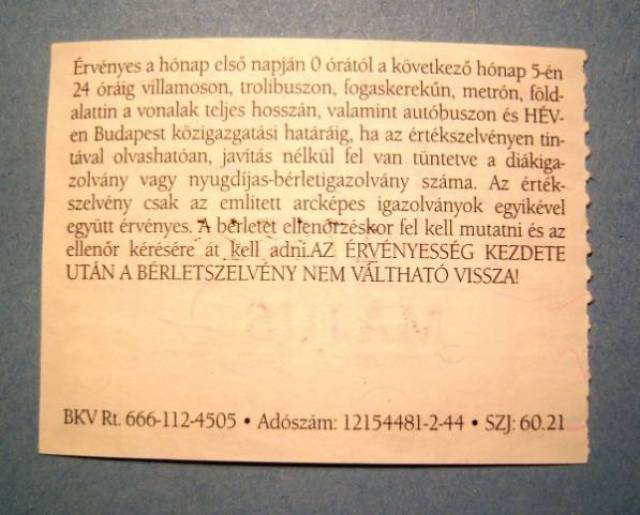 Érvényes a hónap első napján 0 órától a következő hónap 5-én
24 óráig villamoson, trolibuszon, fogaskerekűn, metrón, föld-
alattin a vonalak teljes hosszán, valamint autóbuszon és HÉV-
en Budapest közigazgatási határáig, ha az értékszelvényen tin-
tával olvashatóan, javítás nélkül fel van tüntetve a diákiga-
zolvány vagy nyugdíjas-bérletigazolvány száma. Az érték-
szelvény csak az említett arcképes igazolványok egyikével
együtt érvényes. A bérletet ellenőrzéskor fel kell mutatni és az
ellenőr kérésére át kell adni.AZ ÉRVÉNYESSÉG KEZDETE
UTÁN A BÉRLETSZELVÉNY NEM VÁLTHATÓ VISSZA!
MÁJUS
BKV Rt. 666-112-4505 • Adószám: 12154481-2-44 • SZJ: 60.21